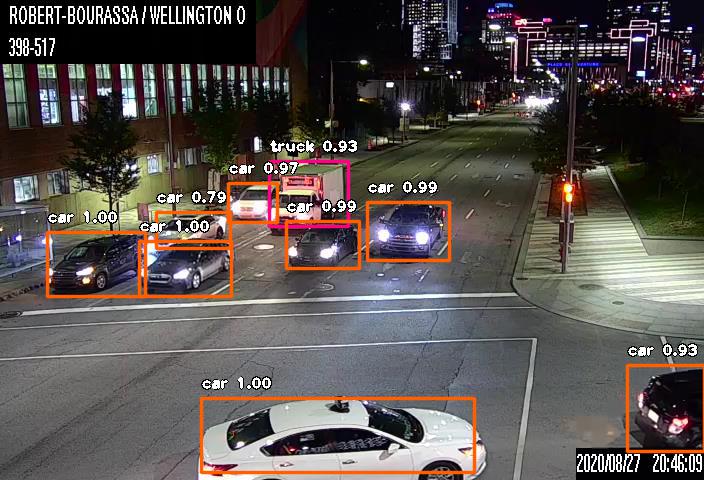 ROBERT-BOURASSA / WELLINGTON O
398-517
truck 0.93
car 0.97
car 0.79
car 0.99
car 0.99
car 1.00
car 1.00
car 1.00
car 0.93
2020/08/27 20:46:09